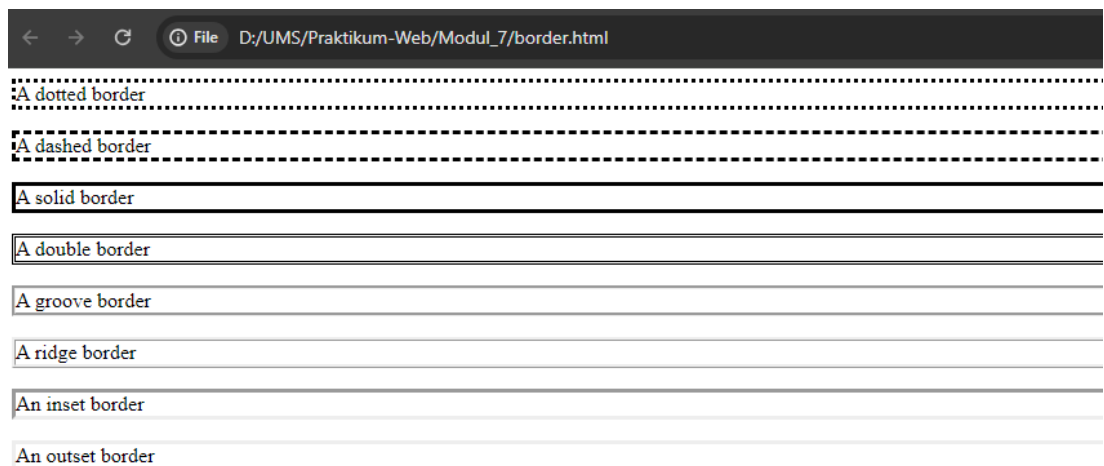 File D:/UMS/Praktikum-Web/Modul_7/border.html
A dotted border
A dashed border
A solid border
A double border
A groove border
A ridge border
An inset border
An outset border